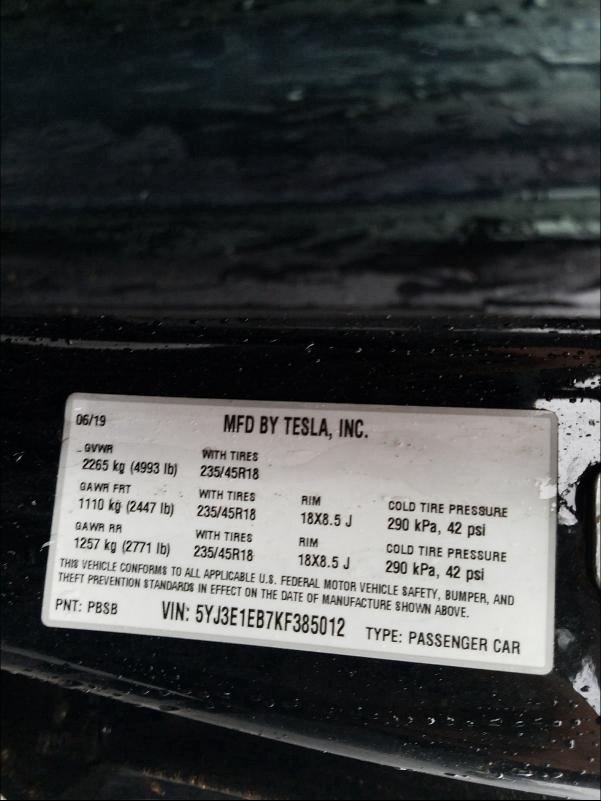 06/19 MFD BY TESLA, INC.
GVWR WITH TIRES
2265 kg (4993 lb) 235/45R18
GAWR FRT WITH TIRES RIM COLD TIRE PRESSURE
1110 kg (2447 lb) 235/45R18 18X8.5 J 290 kPa, 42 psi
GAWR RR WITH TIRES RIM COLD TIRE PRESSURE
1257 kg (2771 lb) 235/45R18 18X8.5 J 290 kPa, 42 psi
THIS VEHICLE CONFORMS TO ALL APPLICABLE U.S. FEDERAL MOTOR VEHICLE SAFETY, BUMPER, AND
THEFT PREVENTION STANDARDS IN EFFECT ON THE DATE OF MANUFACTURE SHOWN ABOVE.
PNT: PBSB VIN: 5YJ3E1EB7KF385012 TYPE: PASSENGER CAR